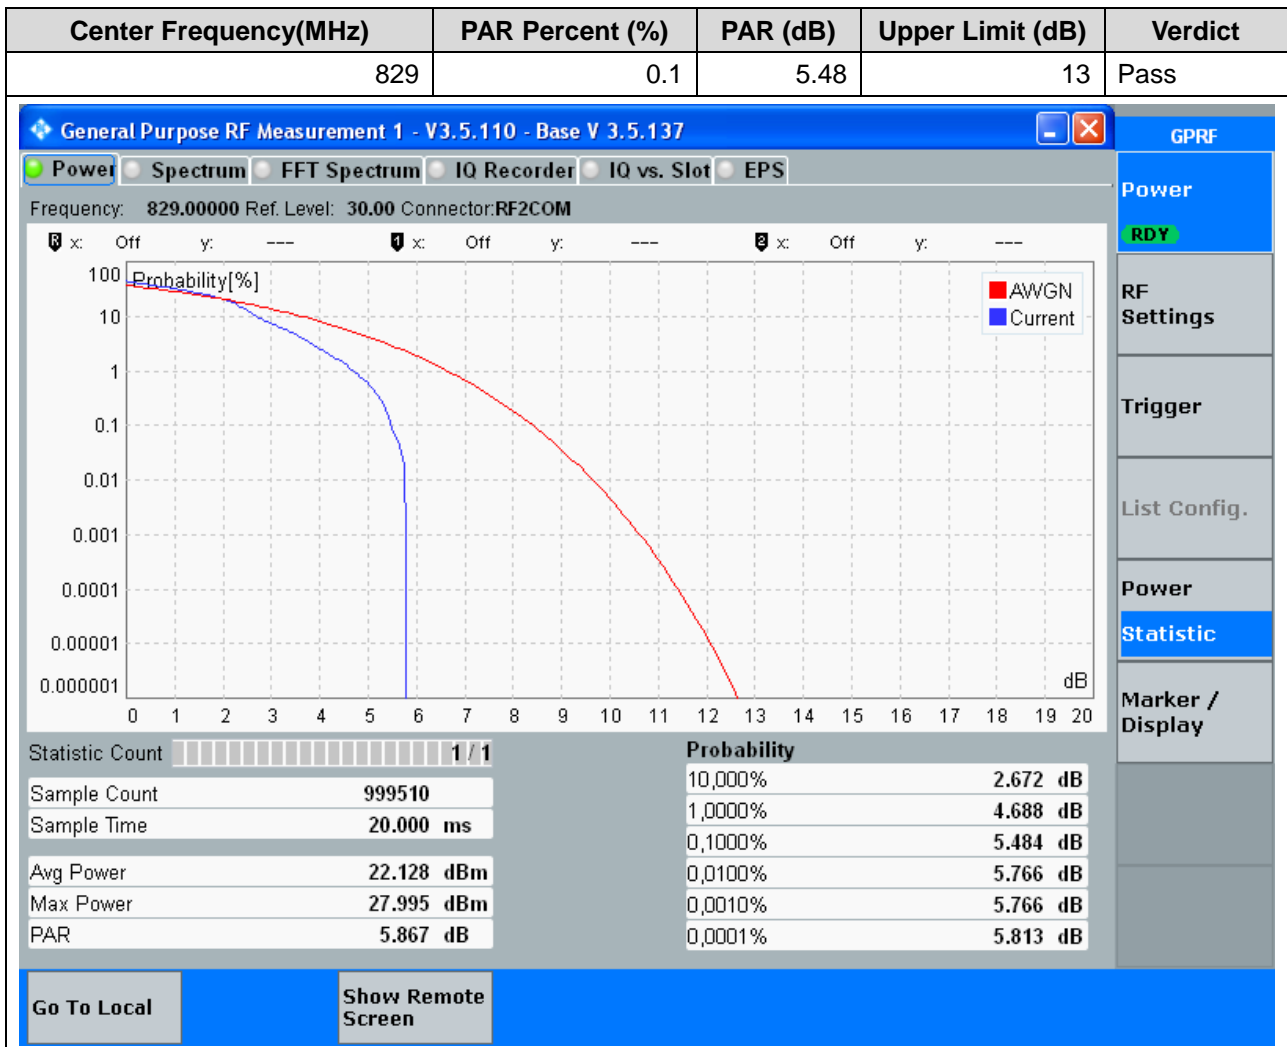 Center Frequency(MHz) PAR Percent (%) PAR (dB) Upper Limit (dB) Verdict
829 0.1 5.48 13 Pass
General Purpose RF Measurement 1 - V3.5.110 - Base V 3.5.137
GPRF
Power Spectrum FFT Spectrum IQ Recorder IQ vs. Slot EPS
Power
RDY
Frequency: 829.00000 Ref. Level: 30.00 Connector:RF2COM
R x: Off y: --- 1 x: Off y: --- 2 x: Off y: ---
Probability[%]
AWGN
Current
100
10
1
0.1
0.01
0.001
0.0001
0.00001
0.000001
dB
0 1 2 3 4 5 6 7 8 9 10 11 12 13 14 15 16 17 18 19 20
RF
Settings
Trigger
List Config.
Power
Statistic
Marker /
Display
Statistic Count 1 / 1
Sample Count 999510
Sample Time 20.000 ms
Avg Power 22.128 dBm
Max Power 27.995 dBm
PAR 5.867 dB
Probability
10,000% 2.672 dB
1,0000% 4.688 dB
0,1000% 5.484 dB
0,0100% 5.766 dB
0,0010% 5.766 dB
0,0001% 5.813 dB
Go To Local
Show Remote
Screen